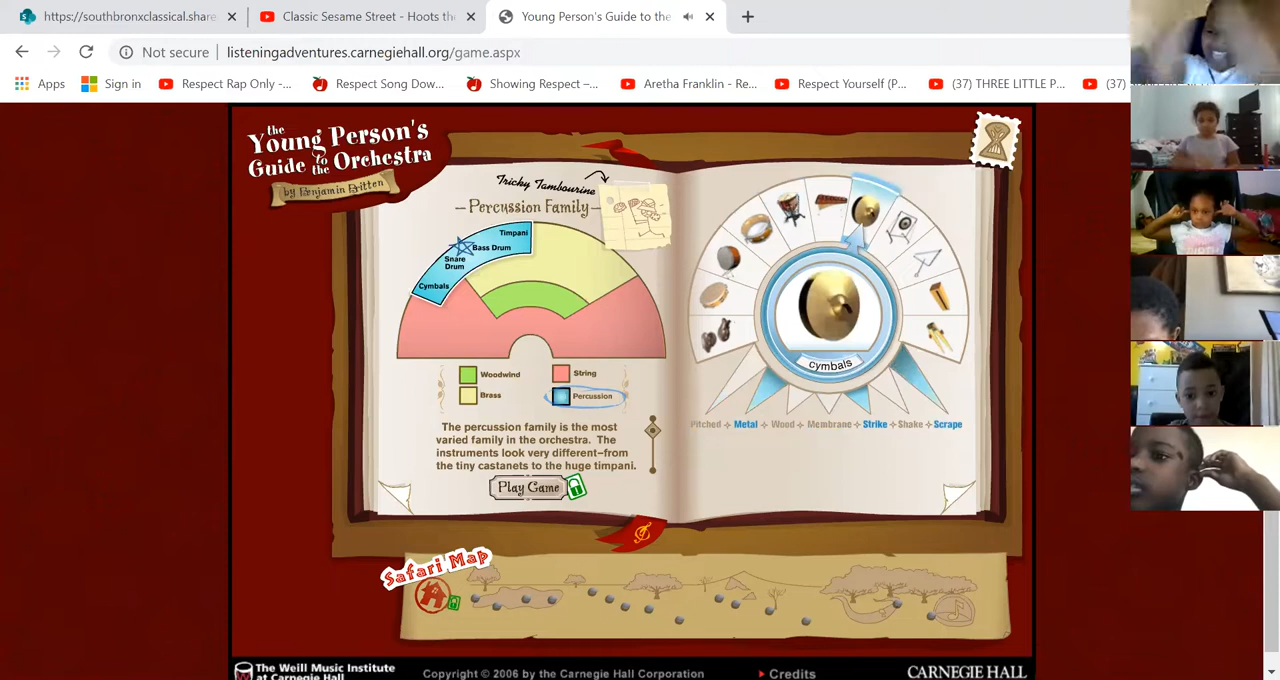 https://southbronxclassical.share
Classic Sesame Street - Hoots the
Young Person's Guide to the
Not secure
listeningadventures.carnegiehall.org/game.aspx
Apps
Sign in
Respect Rap Only -...
Respect Song Dow...
Showing Respect –...
Aretha Franklin - Re...
Respect Yourself (P...
(37) THREE LITTLE P...
(37)
the
Young Person's
Guide to the Orchestra
by Benjamin Britten
Tricky Tambourine
Percussion Family
Timpani
Bass Drum
Snare
Drum
Cymbals
Woodwind
String
Brass
Percussion
The percussion family is the most
varied family in the orchestra. The
instruments look very different–from
the tiny castanets to the huge timpani.
Play Game
cymbals
Pitched Metal Wood Membrane Strike Shake Scrape
Safari Map
The Weill Music Institute
at Carnegie Hall
Copyright © 2006 by the Carnegie Hall Corporation
Credits
CARNEGIE HALL